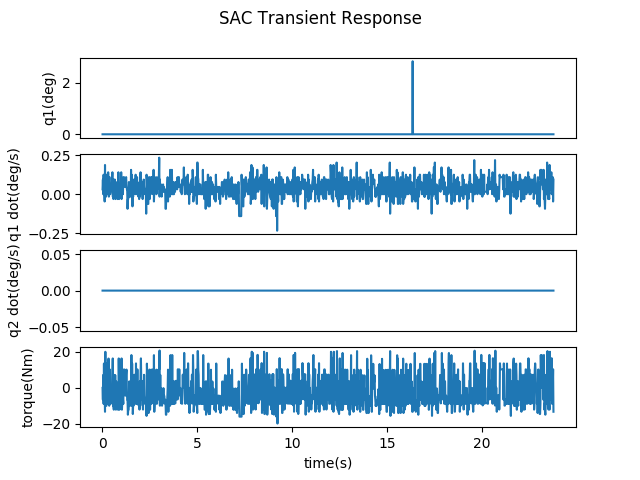 SAC Transient Response
q1(deg)
2
0
q1 dot(deg/s)
0.25
0.00
−0.25
q2 dot(deg/s)
0.05
0.00
−0.05
torque(Nm)
20
0
−20
0 5 10 15 20
time(s)